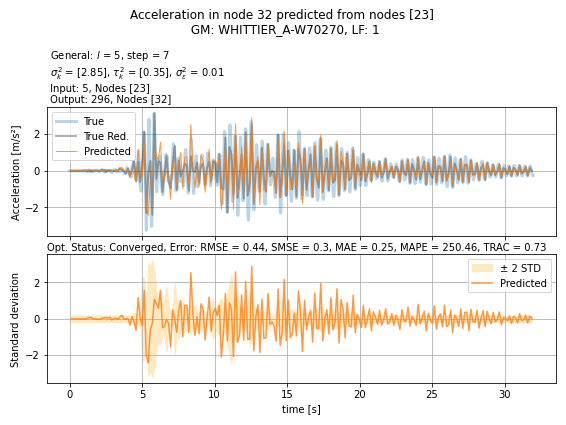 Acceleration in node 32 predicted from nodes [23]
GM: WHITTIER_A-W70270, LF: 1
General: l = 5, step = 7
σ²ₖ = [2.85], τ²ₖ = [0.35], σ²ε = 0.01
Input: 5, Nodes [23]
Output: 296, Nodes [32]
True
True Red.
Predicted
Acceleration [m/s²]
2
0
−2
Opt. Status: Converged, Error: RMSE = 0.44, SMSE = 0.3, MAE = 0.25, MAPE = 250.46, TRAC = 0.73
± 2 STD
Predicted
Standard deviation
2
0
−2
0 5 10 15 20 25 30
time [s]